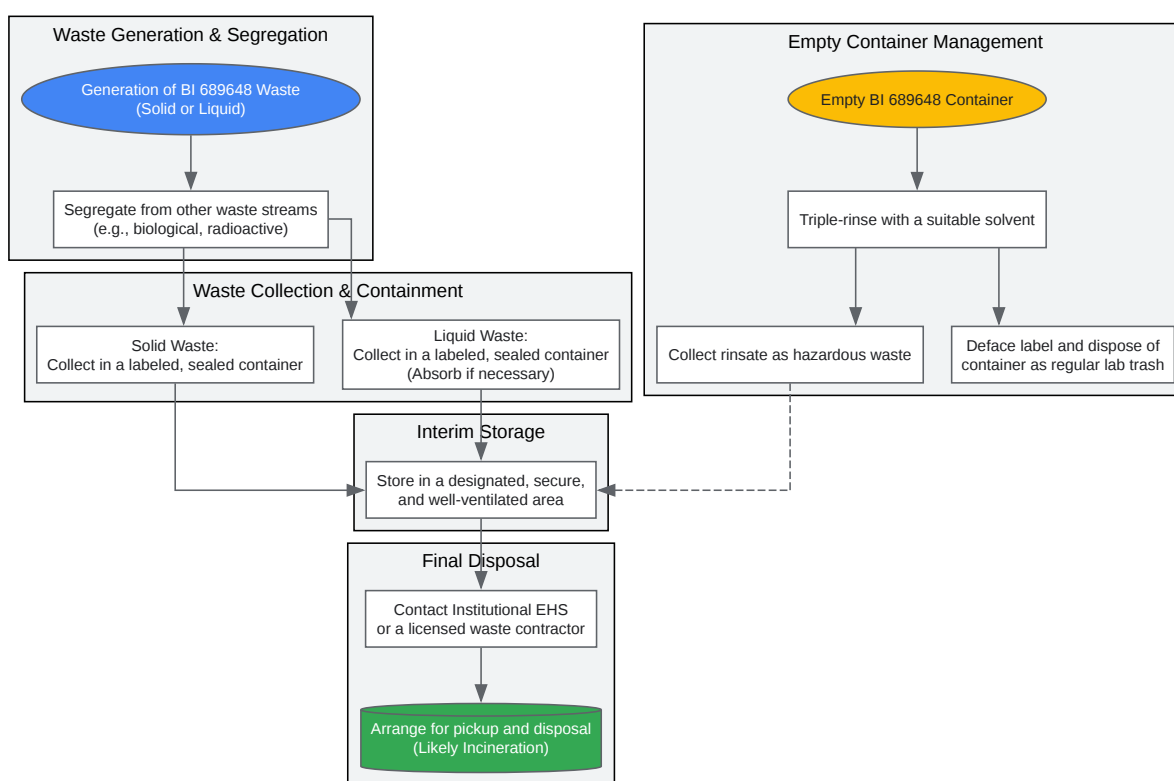 Waste Generation & Segregation
Generation of BI 689648 Waste
(Solid or Liquid)
Segregate from other waste streams
(e.g., biological, radioactive)
Waste Collection & Containment
Solid Waste:
Collect in a labeled, sealed container
Liquid Waste:
Collect in a labeled, sealed container
(Absorb if necessary)
Empty Container Management
Empty BI 689648 Container
Triple-rinse with a suitable solvent
Collect rinsate as hazardous waste
Deface label and dispose of
container as regular lab trash
Interim Storage
Store in a designated, secure,
and well-ventilated area
Final Disposal
Contact Institutional EHS
or a licensed waste contractor
Arrange for pickup and disposal
(Likely Incineration)